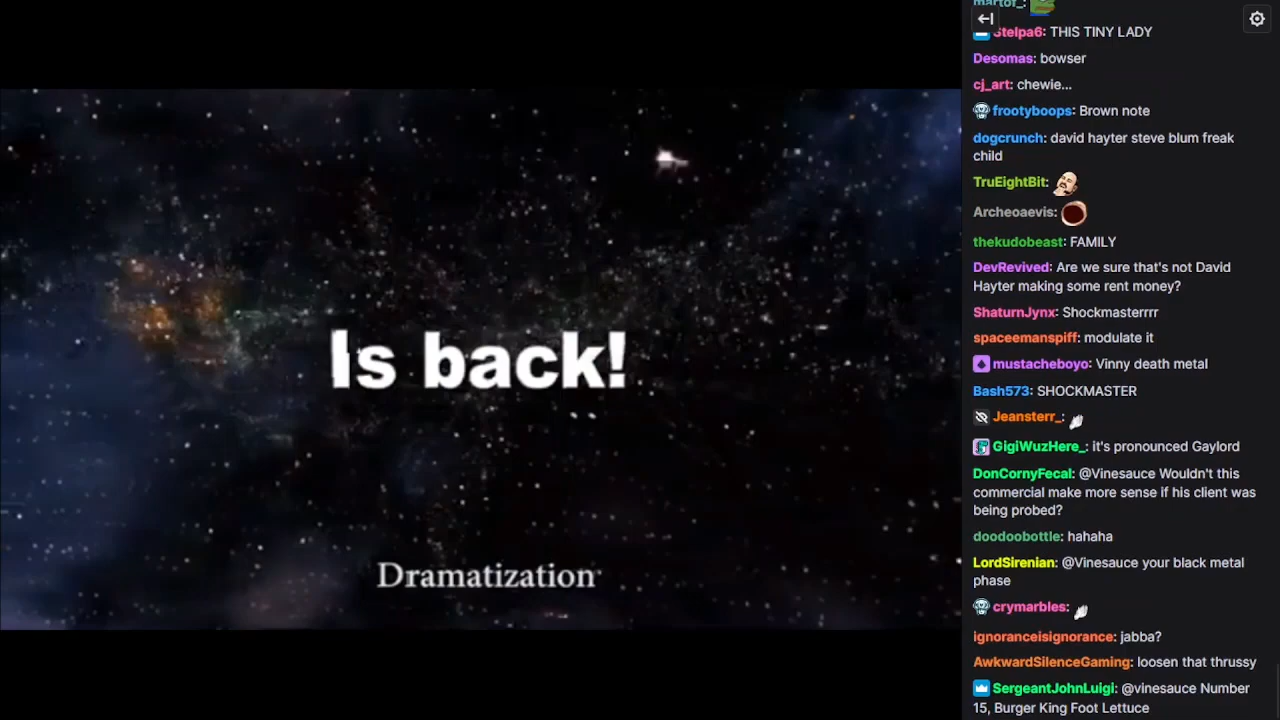 Is back!
Dramatization
martof_:
Stelpa6: THIS TINY LADY
Desomas: bowser
cj_art: chewie...
frootyboops: Brown note
dogcrunch: david hayter steve blum freak
child
TruEightBit:
Archeoaevis:
thekudobeast: FAMILY
DevRevived: Are we sure that's not David
Hayter making some rent money?
ShaturnJynx: Shockmasterrrr
spacemanspiff: modulate it
mustacheboyo: Vinny death metal
Bash573: SHOCKMASTER
Jeansterr_:
GigiWuzHere_: it's pronounced Gaylord
DonCornyFecal: @Vinesauce Wouldn't this
commercial make more sense if his client was
being probed?
doodoobottle: hahaha
LordSirenian: @Vinesauce your black metal
phase
crymarbles:
ignoranceisignorance: jabba?
AwkwardSilenceGaming: loosen that thrussy
SergeantJohnLuigi: @vinesauce Number
15, Burger King Foot Lettuce